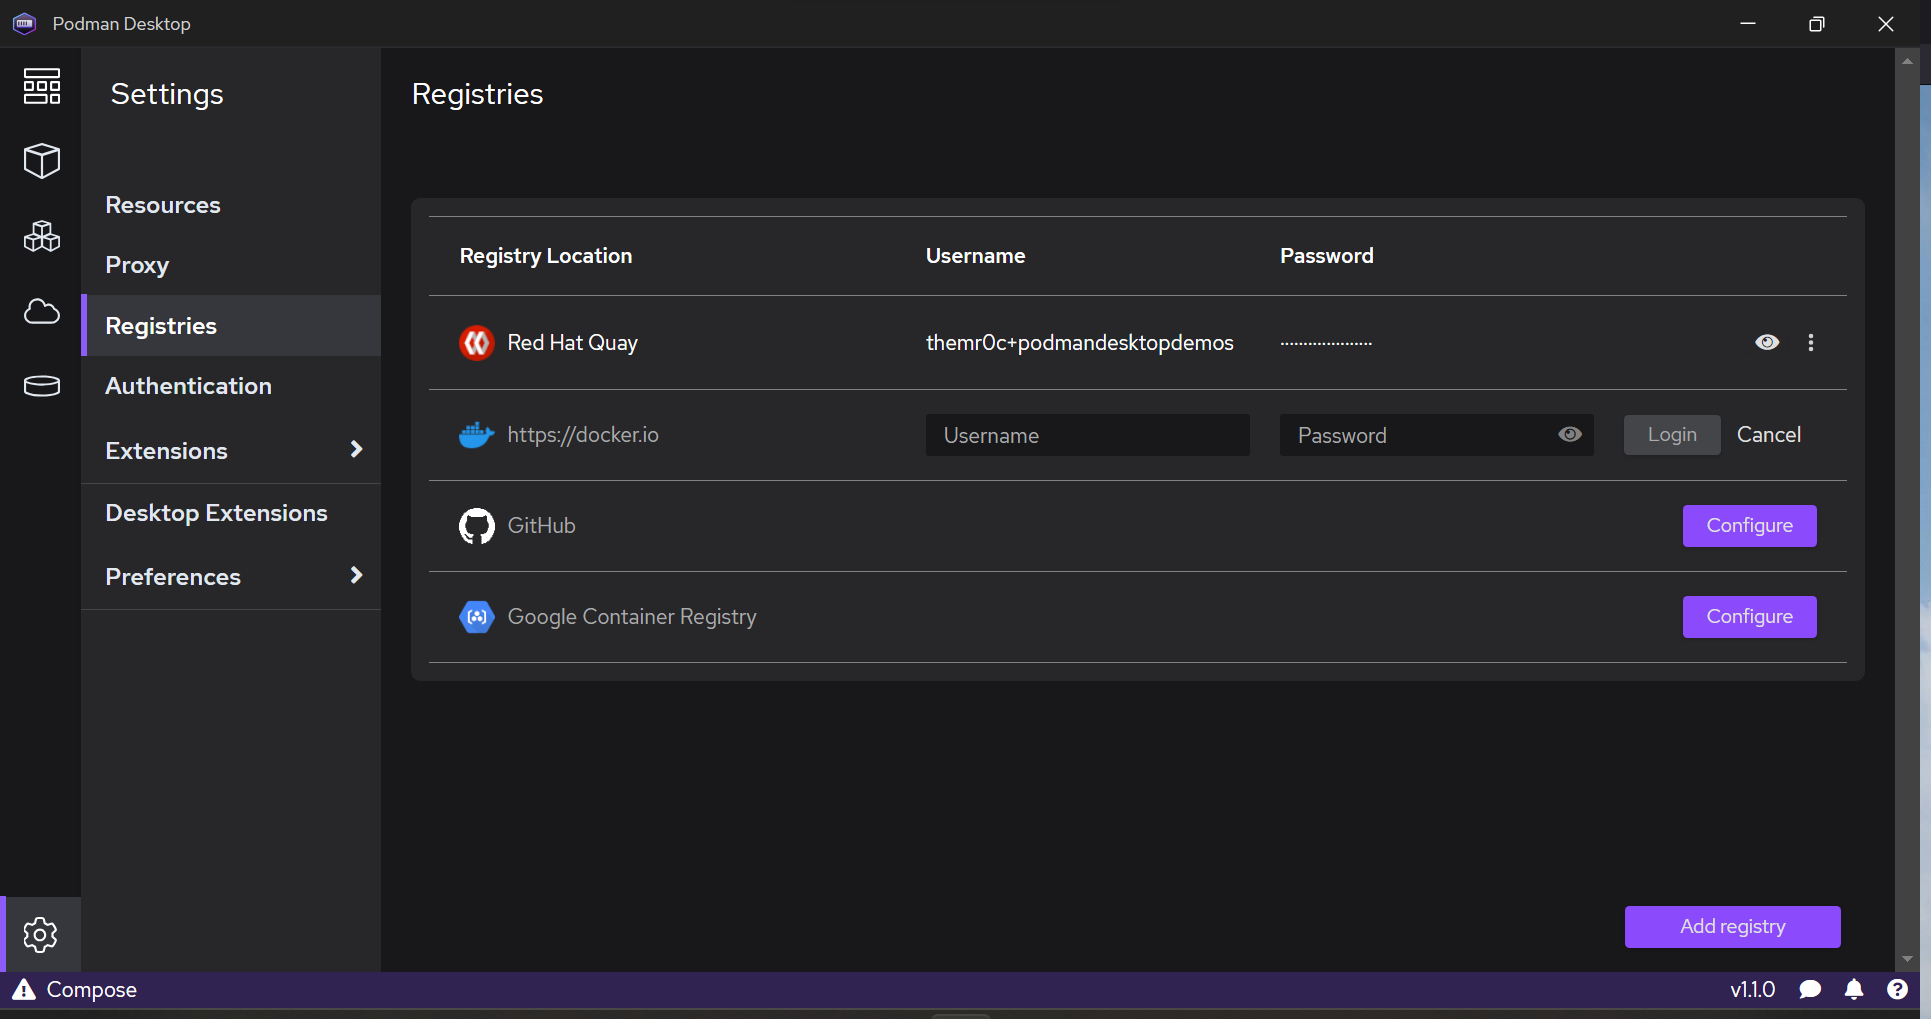 Podman Desktop
Settings
Resources
Proxy
Registries
Authentication
Extensions
Desktop Extensions
Preferences
Registries
Registry Location Username Password
Red Hat Quay themr0c+podmandesktopdemos
https://docker.io Username Password Login Cancel
GitHub Configure
Google Container Registry Configure
Add registry
Compose v1.1.0